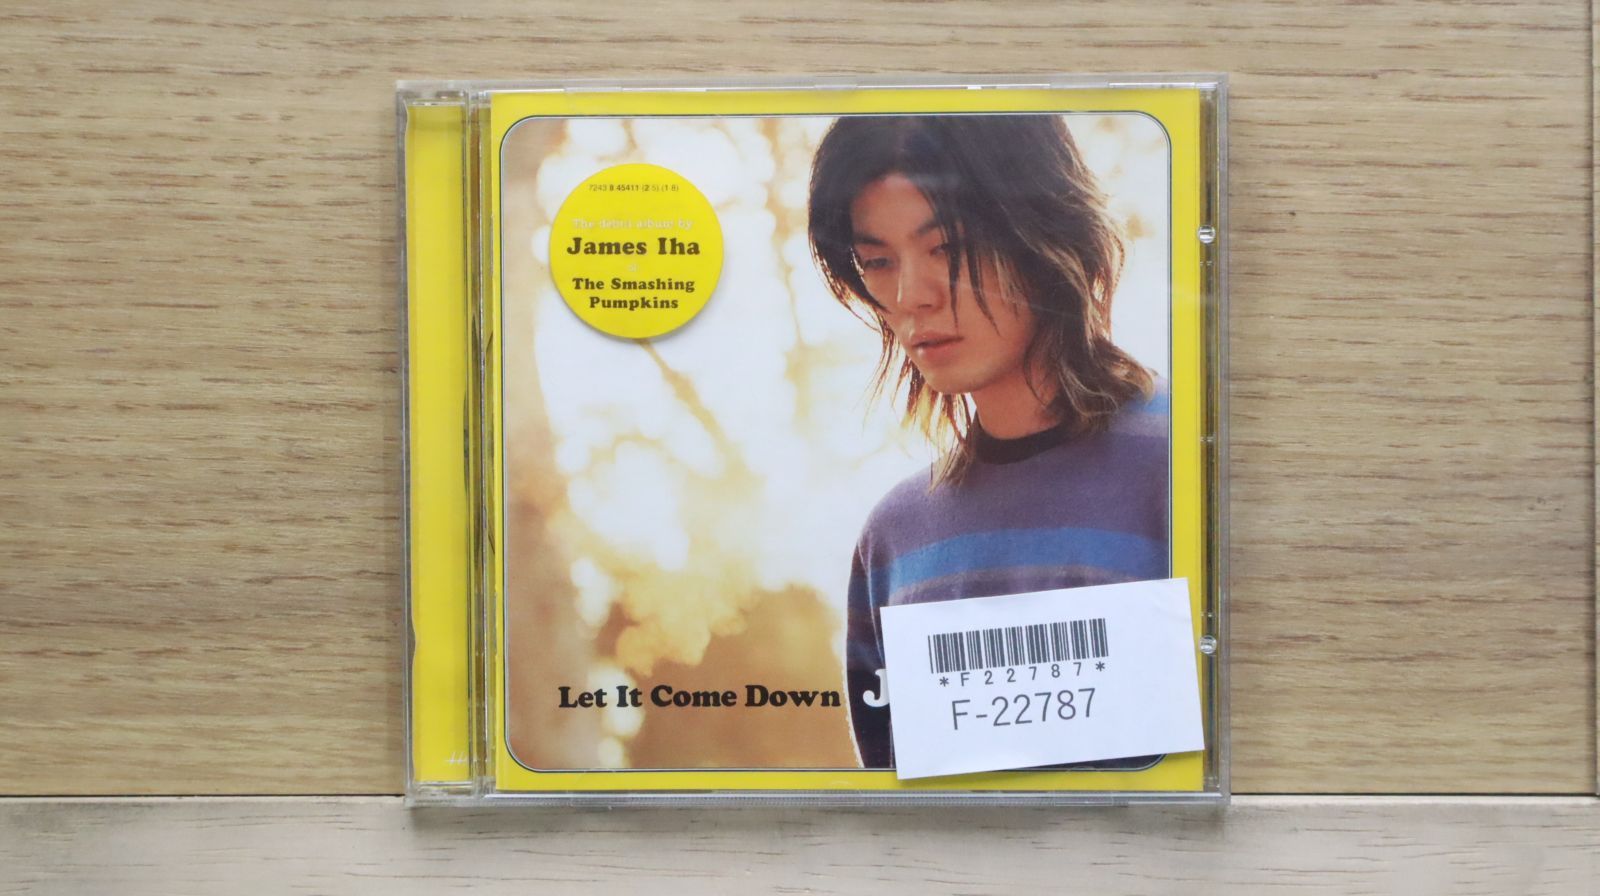 7243 8 45411 (2 5) (1 8)
The debut album by
James Iha
of
The Smashing
Pumpkins
Let It Come Down J
*F22787*
F-22787